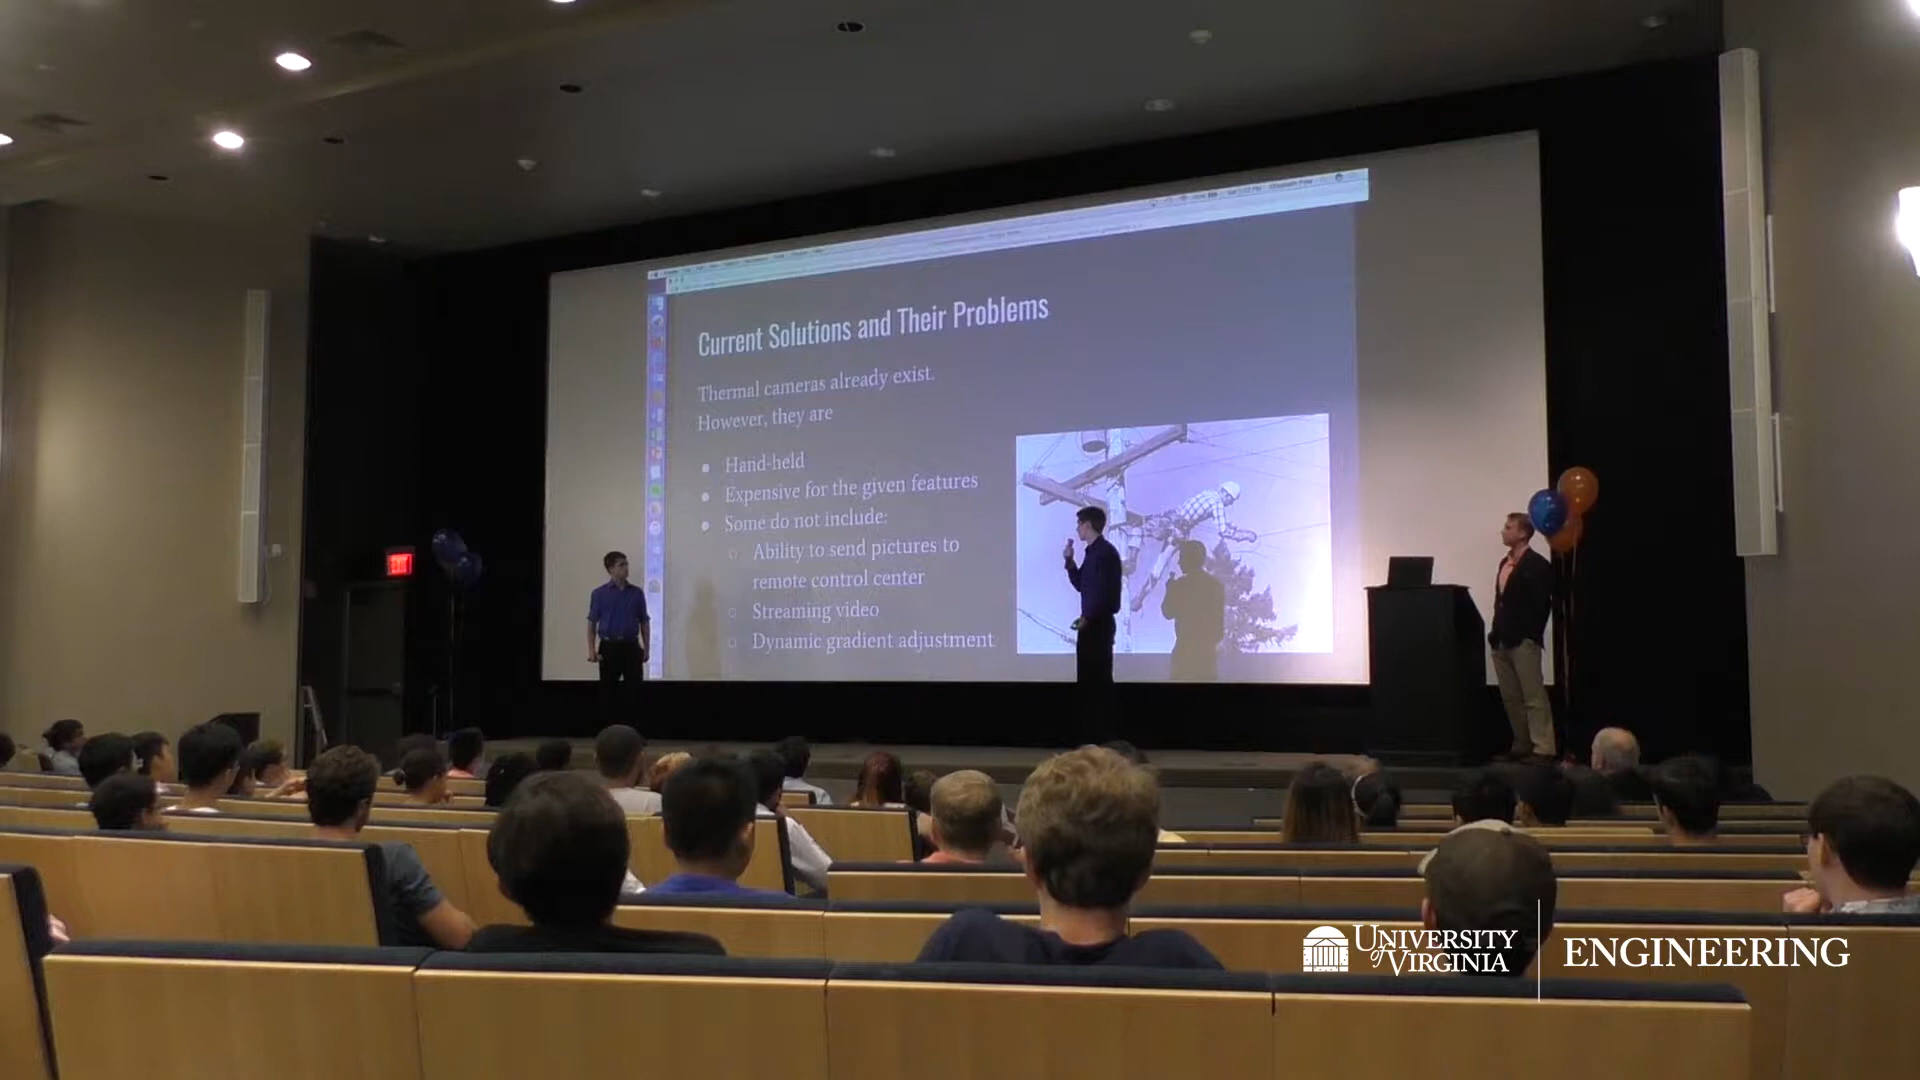 Current Solutions and Their Problems
Thermal cameras already exist.
However, they are
● Hand-held
● Expensive for the given features
● Some do not include:
○ Ability to send pictures to
remote control center
○ Streaming video
○ Dynamic gradient adjustment
EXIT
UNIVERSITY
of VIRGINIA
ENGINEERING